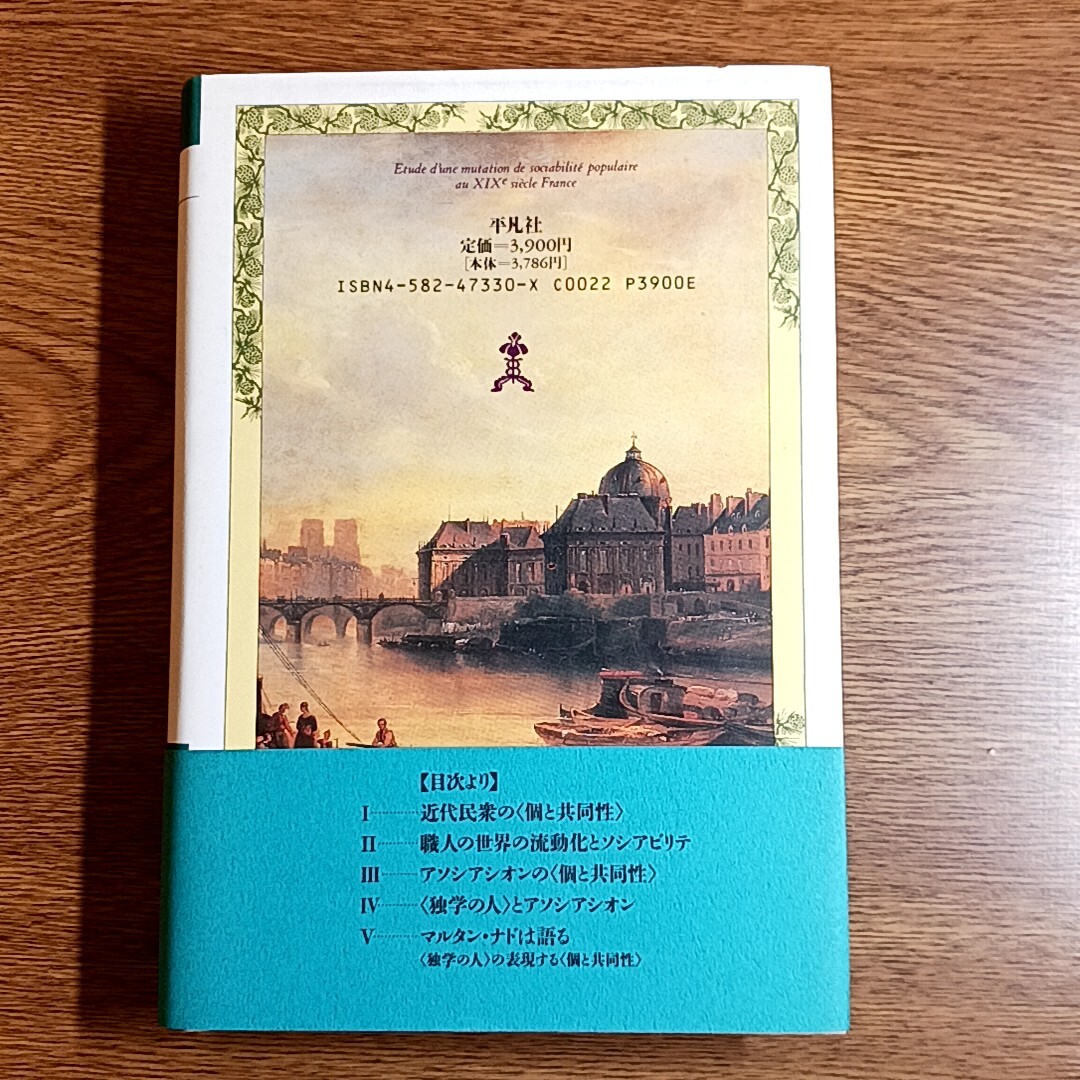 Etude d'une mutation de sociabilité populaire
au XIXe siècle France
平凡社
定価=3,900円
[本体=3,786円]
ISBN4-582-47330-X C0022 P3900E
【目次より】
I………近代民衆の〈個と共同性〉
II………職人の世界の流動化とソシアビリテ
III………アソシアシオンの〈個と共同性〉
IV………〈独学の人〉とアソシアシオン
V………マルタン・ナドは語る
〈独学の人〉の表現する〈個と共同性〉